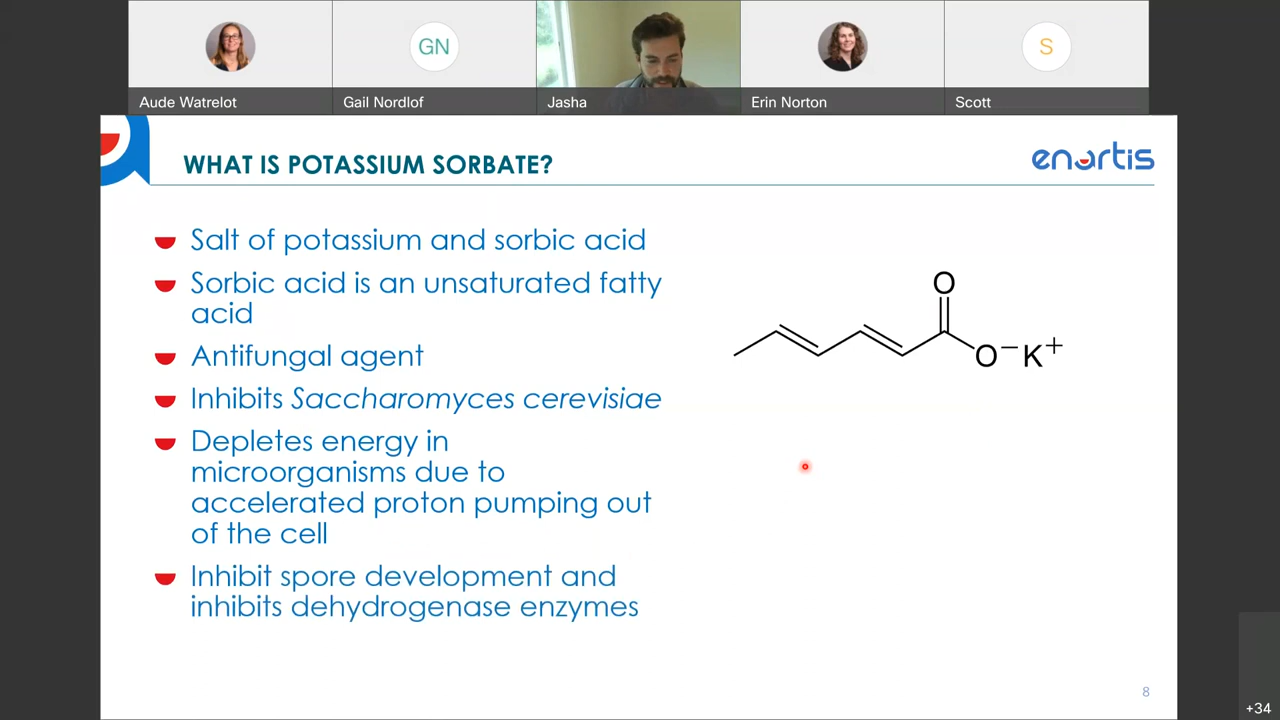 GN
S
Aude Watrelot
Gail Nordlof
Jasha
Erin Norton
Scott
WHAT IS POTASSIUM SORBATE?
enartis
Salt of potassium and sorbic acid
Sorbic acid is an unsaturated fatty
acid
Antifungal agent
Inhibits Saccharomyces cerevisiae
Depletes energy in
microorganisms due to
accelerated proton pumping out
of the cell
Inhibit spore development and
inhibits dehydrogenase enzymes
O
O⁻K⁺
8
+34